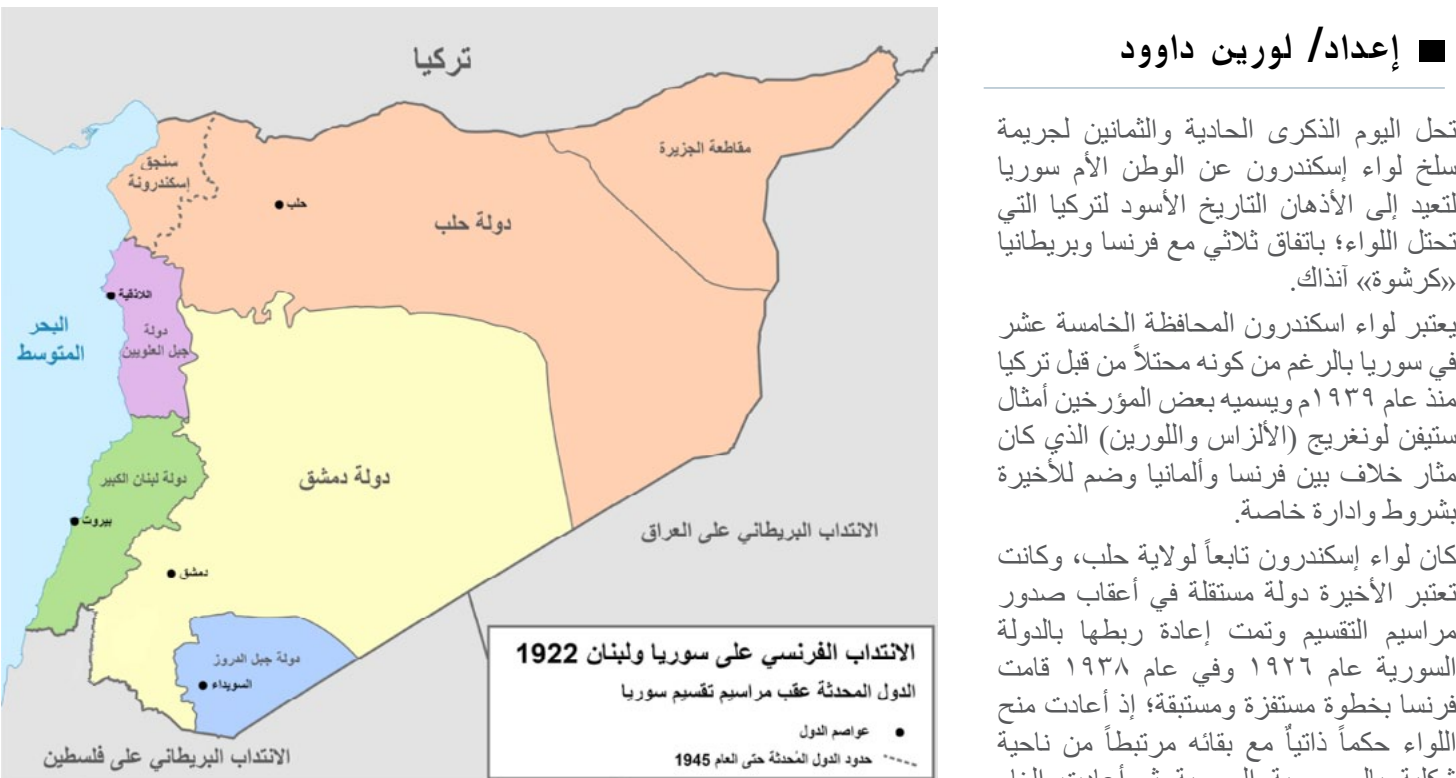 ■ إعداد/ لورين داوود
تحل اليوم الذكرى الحادية والثمانين لجريمة
سلخ لواء إسكندرون عن الوطن الأم سوريا
لتعيد إلى الأذهان التاريخ الأسود لتركيا التي
تحتل اللواء؛ باتفاق ثلاثي مع فرنسا وبريطانيا
«كرشوة» آنذاك.
يعتبر لواء اسكندرون المحافظة الخامسة عشر
في سوريا بالرغم من كونه محتلاً من قبل تركيا
منذ عام ١٩٣٩م ويسميه بعض المؤرخين أمثال
ستيفن لونغريج (الألزاس واللورين) الذي كان
مثار خلاف بين فرنسا وألمانيا وضم للأخيرة
بشروط وادارة خاصة.
كان لواء إسكندرون تابعاً لولاية حلب، وكانت
تعتبر الأخيرة دولة مستقلة في أعقاب صدور
مراسيم التقسيم وتمت إعادة ربطها بالدولة
السورية عام ١٩٢٦ وفي عام ١٩٣٨ قامت
فرنسا بخطوة مستفزة ومستبقة؛ إذ أعادت منح
اللواء حكماً ذاتياً مع بقائه مرتبطاً من ناحية
تركيا
سنجق
إسكندرونة
مقاطعة الجزيرة
حلب
دولة حلب
اللاذقية
دولة
جبل العلويين
البحر
المتوسط
دولة لبنان الكبير
دولة دمشق
بيروت
الانتداب البريطاني على العراق
دمشق
دولة جبل الدروز
السويداء
الانتداب البريطاني على فلسطين
الانتداب الفرنسي على سوريا ولبنان 1922
الدول المحدثة عقب مراسيم تقسيم سوريا
عواصم الدول
حدود الدول المُحدثة حتى العام 1945